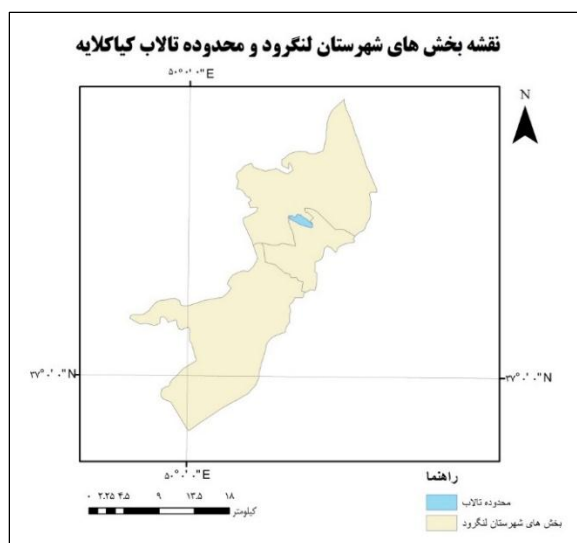 نقشه بخش های شهرستان لنگرود و محدوده تالاب کیاکلایه
۵۰°۰'۰"E
N
۳۷°۰'۰"N
۳۷°۰'۰"N
۵۰°۰'۰"E
راهنما
محدوده تالاب
بخش های شهرستان لنگرود
۰ ۲.۲۵ ۴.۵ ۹ ۱۳.۵ ۱۸
کیلومتر